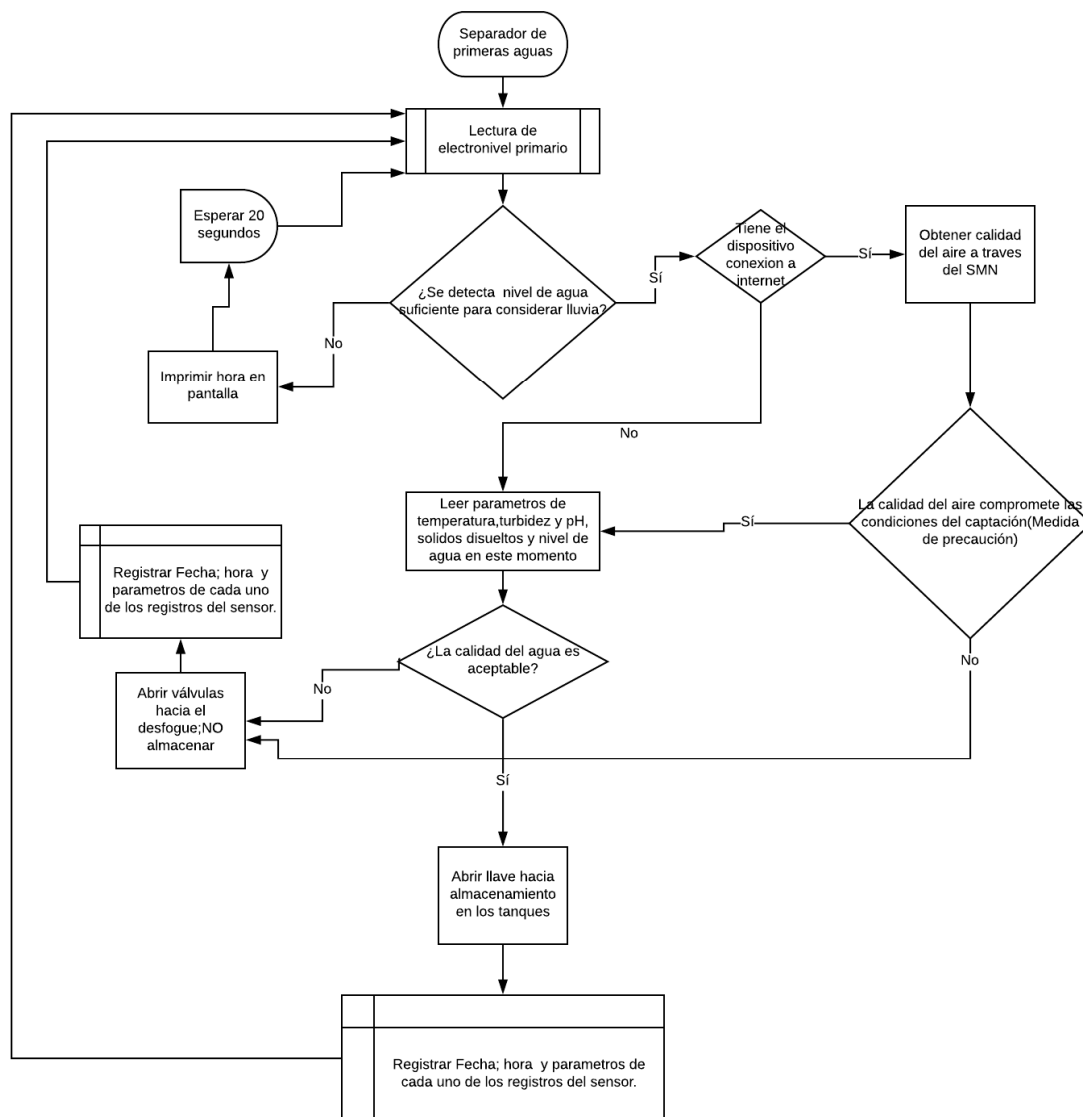 Separador de
primeras aguas
Lectura de
electronivel primario
Esperar 20
segundos
Tiene el
dispositivo
conexion a
internet
Obtener calidad
del aire a traves
del SMN
Sí
Sí
¿Se detecta nivel de agua
suficiente para considerar lluvia?
No
Imprimir hora en
pantalla
No
Leer parametros de
temperatura,turbidez y pH,
solidos disueltos y nivel de
agua en este momento
Sí
La calidad del aire compromete las
condiciones del captación(Medida
de precaución)
Registrar Fecha; hora y
parametros de cada uno
de los registros del sensor.
¿La calidad del agua es
aceptable?
No
No
Abrir válvulas
hacia el
desfogue;NO
almacenar
Sí
Abrir llave hacia
almacenamiento
en los tanques
Registrar Fecha; hora y parametros de
cada uno de los registros del sensor.